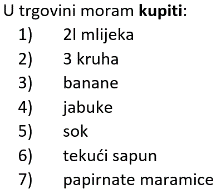 U trgovini moram kupiti:
1) 2l mlijeka
2) 3 kruha
3) banane
4) jabuke
5) sok
6) tekući sapun
7) papirnate maramice